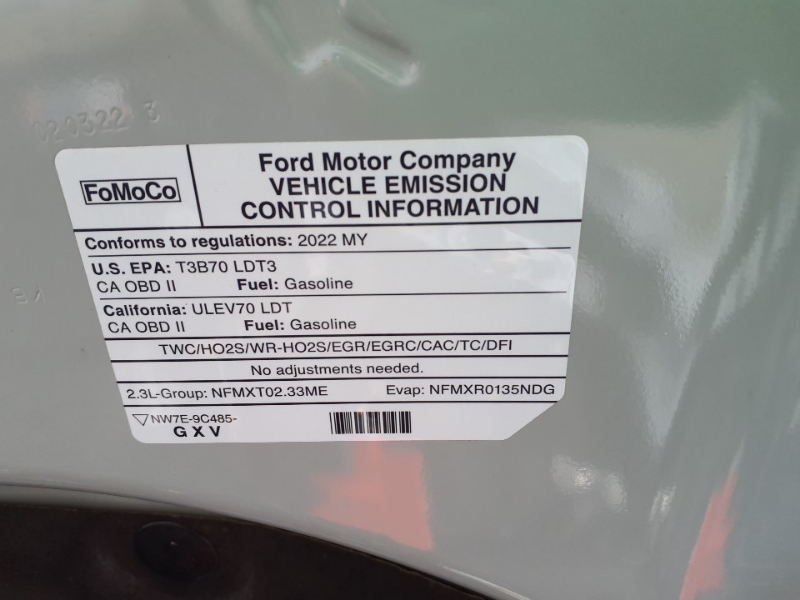 020322 3
FoMoCo
Ford Motor Company
VEHICLE EMISSION
CONTROL INFORMATION
Conforms to regulations: 2022 MY
U.S. EPA: T3B70 LDT3
CA OBD II Fuel: Gasoline
California: ULEV70 LDT
CA OBD II Fuel: Gasoline
TWC/HO2S/WR-HO2S/EGR/EGRC/CAC/TC/DFI
No adjustments needed.
2.3L-Group: NFMXT02.33ME Evap: NFMXR0135NDG
NW7E-9C485-
GXV